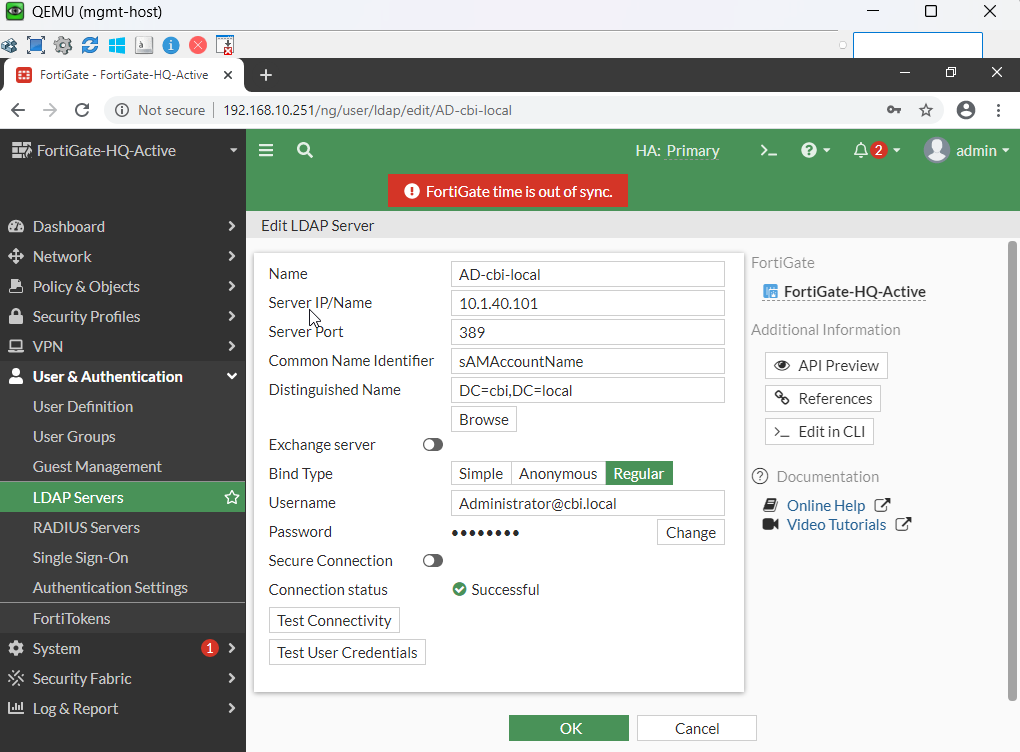 QEMU (mgmt-host)
FortiGate - FortiGate-HQ-Active
Not secure | 192.168.10.251/ng/user/ldap/edit/AD-cbi-local
FortiGate-HQ-Active
HA: Primary
2
admin
FortiGate time is out of sync.
Dashboard
Network
Policy & Objects
Security Profiles
VPN
User & Authentication
User Definition
User Groups
Guest Management
LDAP Servers
RADIUS Servers
Single Sign-On
Authentication Settings
FortiTokens
System 1
Security Fabric
Log & Report
Edit LDAP Server
Name AD-cbi-local
Server IP/Name 10.1.40.101
Server Port 389
Common Name Identifier sAMAccountName
Distinguished Name DC=cbi,DC=local
Browse
Exchange server
Bind Type Simple Anonymous Regular
Username Administrator@cbi.local
Password •••••••• Change
Secure Connection
Connection status Successful
Test Connectivity
Test User Credentials
OK Cancel
FortiGate
FortiGate-HQ-Active
Additional Information
API Preview
References
>_ Edit in CLI
Documentation
Online Help
Video Tutorials